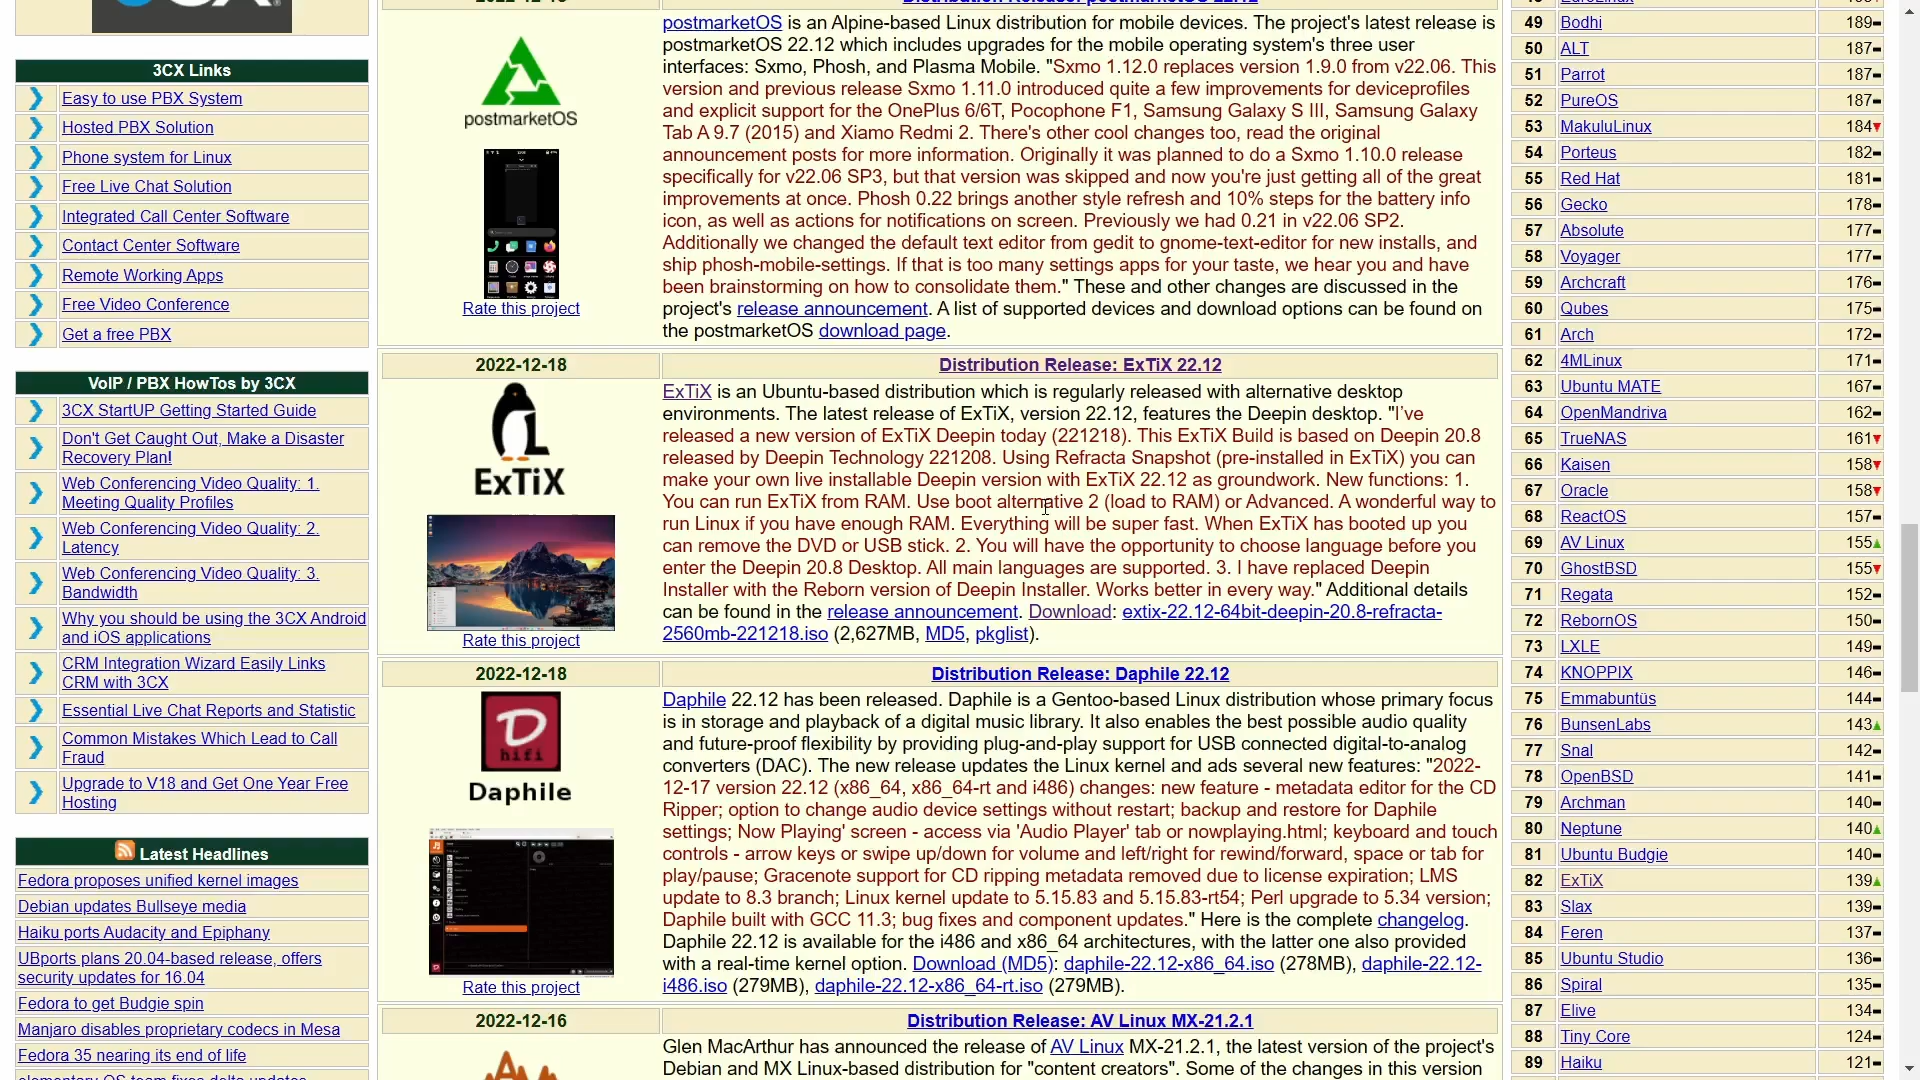 3CX Links
Easy to use PBX System
Hosted PBX Solution
Phone system for Linux
Free Live Chat Solution
Integrated Call Center Software
Contact Center Software
Remote Working Apps
Free Video Conference
Get a free PBX
VoIP / PBX HowTos by 3CX
3CX StartUP Getting Started Guide
Don't Get Caught Out, Make a Disaster
Recovery Plan!
Web Conferencing Video Quality: 1.
Meeting Quality Profiles
Web Conferencing Video Quality: 2.
Latency
Web Conferencing Video Quality: 3.
Bandwidth
Why you should be using the 3CX Android
and iOS applications
CRM Integration Wizard Easily Links
CRM with 3CX
Essential Live Chat Reports and Statistic
Common Mistakes Which Lead to Call
Fraud
Upgrade to V18 and Get One Year Free
Hosting
Latest Headlines
Fedora proposes unified kernel images
Debian updates Bullseye media
Haiku ports Audacity and Epiphany
UBports plans 20.04-based release, offers
security updates for 16.04
Fedora to get Budgie spin
Manjaro disables proprietary codecs in Mesa
Fedora 35 nearing its end of life
elementary OS team fixes delta updates
Distribution Release: postmarketOS 22.12
postmarketOS
Rate this project
postmarketOS is an Alpine-based Linux distribution for mobile devices. The project's latest release is
postmarketOS 22.12 which includes upgrades for the mobile operating system's three user
interfaces: Sxmo, Phosh, and Plasma Mobile. "Sxmo 1.12.0 replaces version 1.9.0 from v22.06. This
version and previous release Sxmo 1.11.0 introduced quite a few improvements for deviceprofiles
and explicit support for the OnePlus 6/6T, Pocophone F1, Samsung Galaxy S III, Samsung Galaxy
Tab A 9.7 (2015) and Xiamo Redmi 2. There's other cool changes too, read the original
announcement posts for more information. Originally it was planned to do a Sxmo 1.10.0 release
specifically for v22.06 SP3, but that version was skipped and now you're just getting all of the great
improvements at once. Phosh 0.22 brings another style refresh and 10% steps for the battery info
icon, as well as actions for notifications on screen. Previously we had 0.21 in v22.06 SP2.
Additionally we changed the default text editor from gedit to gnome-text-editor for new installs, and
ship phosh-mobile-settings. If that is too many settings apps for your taste, we hear you and have
been brainstorming on how to consolidate them." These and other changes are discussed in the
project's release announcement. A list of supported devices and download options can be found on
the postmarketOS download page.
2022-12-18
Distribution Release: ExTiX 22.12
ExTiX
Rate this project
ExTiX is an Ubuntu-based distribution which is regularly released with alternative desktop
environments. The latest release of ExTiX, version 22.12, features the Deepin desktop. "I've
released a new version of ExTiX Deepin today (221218). This ExTiX Build is based on Deepin 20.8
released by Deepin Technology 221208. Using Refracta Snapshot (pre-installed in ExTiX) you can
make your own live installable Deepin version with ExTiX 22.12 as groundwork. New functions: 1.
You can run ExTiX from RAM. Use boot alternative 2 (load to RAM) or Advanced. A wonderful way to
run Linux if you have enough RAM. Everything will be super fast. When ExTiX has booted up you
can remove the DVD or USB stick. 2. You will have the opportunity to choose language before you
enter the Deepin 20.8 Desktop. All main languages are supported. 3. I have replaced Deepin
Installer with the Reborn version of Deepin Installer. Works better in every way." Additional details
can be found in the release announcement. Download: extix-22.12-64bit-deepin-20.8-refracta-
2560mb-221218.iso (2,627MB, MD5, pkglist).
2022-12-18
Distribution Release: Daphile 22.12
D
hifi
Daphile
Rate this project
Daphile 22.12 has been released. Daphile is a Gentoo-based Linux distribution whose primary focus
is in storage and playback of a digital music library. It also enables the best possible audio quality
and future-proof flexibility by providing plug-and-play support for USB connected digital-to-analog
converters (DAC). The new release updates the Linux kernel and ads several new features: "2022-
12-17 version 22.12 (x86_64, x86_64-rt and i486) changes: new feature - metadata editor for the CD
Ripper; option to change audio device settings without restart; backup and restore for Daphile
settings; Now Playing' screen - access via 'Audio Player' tab or nowplaying.html; keyboard and touch
controls - arrow keys or swipe up/down for volume and left/right for rewind/forward, space or tab for
play/pause; Gracenote support for CD ripping metadata removed due to license expiration; LMS
update to 8.3 branch; Linux kernel update to 5.15.83 and 5.15.83-rt54; Perl upgrade to 5.34 version;
Daphile built with GCC 11.3; bug fixes and component updates." Here is the complete changelog.
Daphile 22.12 is available for the i486 and x86_64 architectures, with the latter one also provided
with a real-time kernel option. Download (MD5): daphile-22.12-x86_64.iso (278MB), daphile-22.12-
i486.iso (279MB), daphile-22.12-x86_64-rt.iso (279MB).
2022-12-16
Distribution Release: AV Linux MX-21.2.1
Glen MacArthur has announced the release of AV Linux MX-21.2.1, the latest version of the project's
Debian and MX Linux-based distribution for "content creators". Some of the changes in this version
49 Bodhi 189
50 ALT 187
51 Parrot 187
52 PureOS 187
53 MakuluLinux 184
54 Porteus 182
55 Red Hat 181
56 Gecko 178
57 Absolute 177
58 Voyager 177
59 Archcraft 176
60 Qubes 175
61 Arch 172
62 4MLinux 171
63 Ubuntu MATE 167
64 OpenMandriva 162
65 TrueNAS 161
66 Kaisen 158
67 Oracle 158
68 ReactOS 157
69 AV Linux 155
70 GhostBSD 155
71 Regata 152
72 RebornOS 150
73 LXLE 149
74 KNOPPIX 146
75 Emmabuntüs 144
76 BunsenLabs 143
77 Snal 142
78 OpenBSD 141
79 Archman 140
80 Neptune 140
81 Ubuntu Budgie 140
82 ExTiX 139
83 Slax 139
84 Feren 137
85 Ubuntu Studio 136
86 Spiral 135
87 Elive 134
88 Tiny Core 124
89 Haiku 121